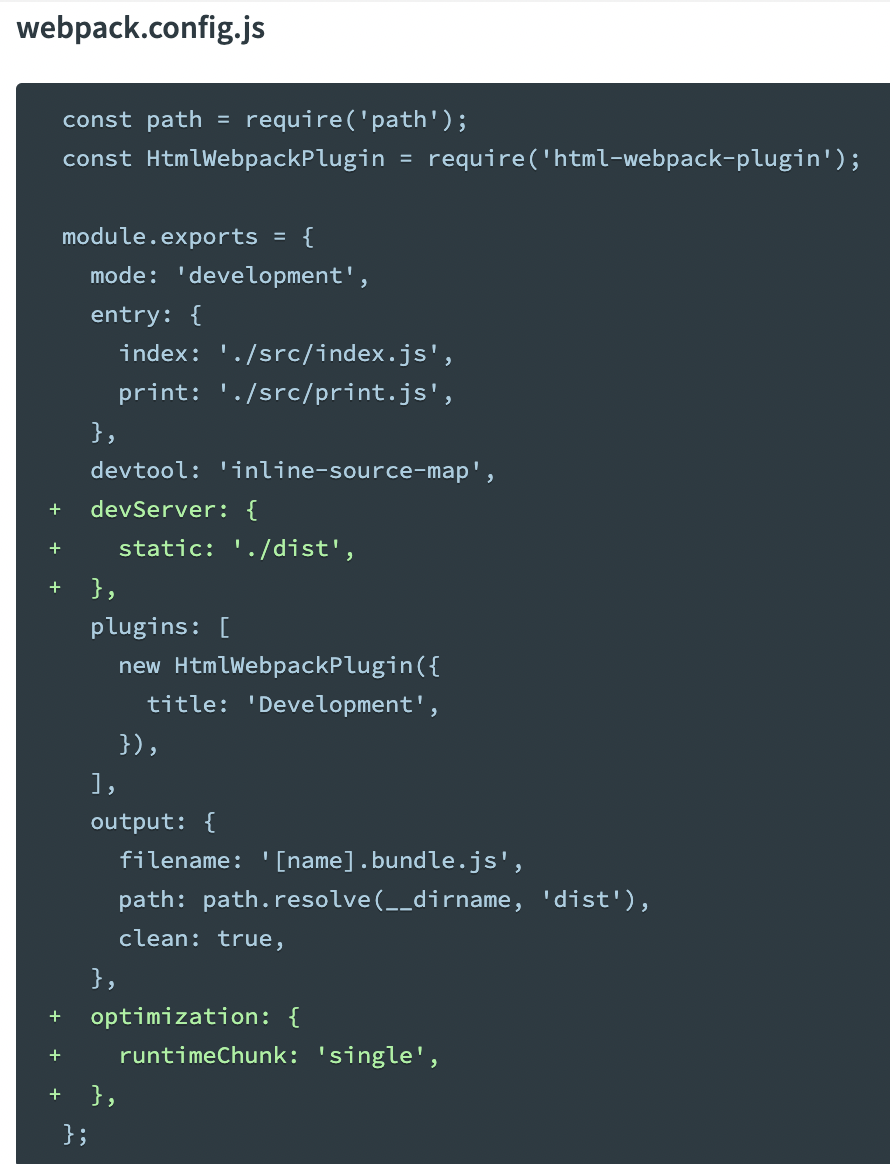 webpack.config.js
const path = require('path');
const HtmlWebpackPlugin = require('html-webpack-plugin');
module.exports = {
mode: 'development',
entry: {
index: './src/index.js',
print: './src/print.js',
},
devtool: 'inline-source-map',
+ devServer: {
+ static: './dist',
+ },
plugins: [
new HtmlWebpackPlugin({
title: 'Development',
}),
],
output: {
filename: '[name].bundle.js',
path: path.resolve(__dirname, 'dist'),
clean: true,
},
+ optimization: {
+ runtimeChunk: 'single',
+ },
};